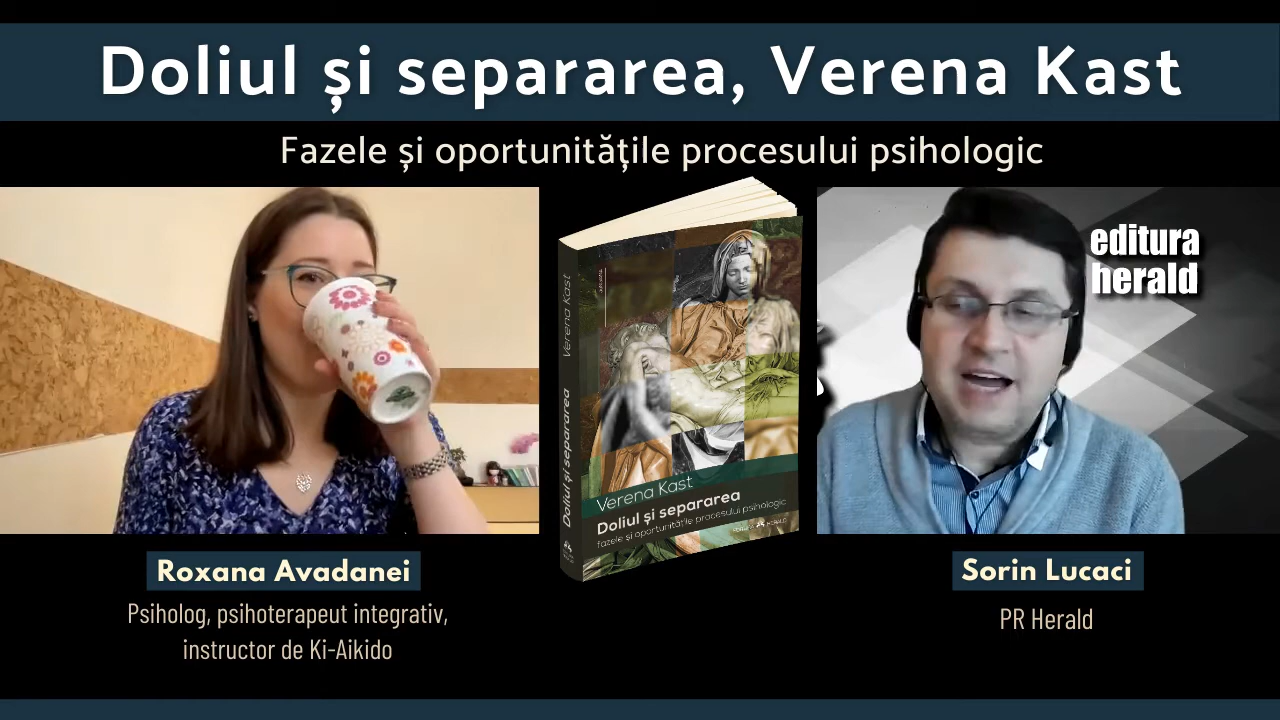 Doliul și separarea, Verena Kast
Fazele și oportunitățile procesului psihologic
editura
herald
Verena Kast
Doliul și separarea
Verena Kast
Doliul și separarea
fazele și oportunitățile procesului psihologic
HERALD
Roxana Avadanei
Psiholog, psihoterapeut integrativ,
instructor de Ki-Aikido
Sorin Lucaci
PR Herald